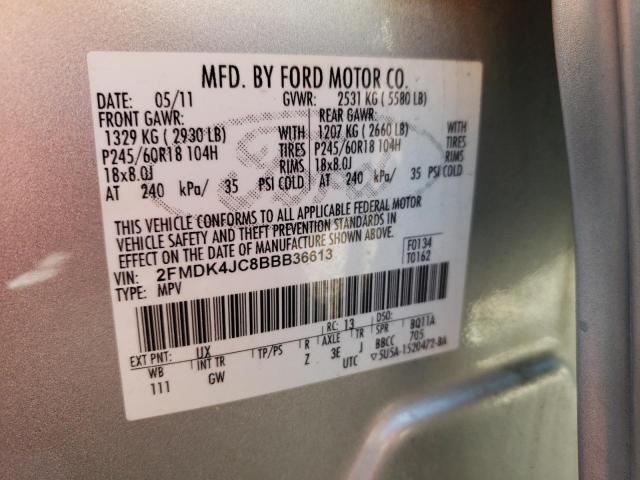 MFD. BY FORD MOTOR CO.
DATE: 05/11 GVWR: 2531 KG ( 5580 LB)
FRONT GAWR: REAR GAWR:
1329 KG ( 2930 LB) WITH 1207 KG ( 2660 LB) WITH
P245/60R18 104H TIRES P245/60R18 104H TIRES
18x8.0J RIMS 18x8.0J RIMS
AT 240 kPa/ 35 PSI COLD AT 240 kPa/ 35 PSI COLD
THIS VEHICLE CONFORMS TO ALL APPLICABLE FEDERAL MOTOR
VEHICLE SAFETY AND THEFT PREVENTION STANDARDS IN
EFFECT ON THE DATE OF MANUFACTURE SHOWN ABOVE.
VIN: 2FMDK4JC8BBB36613 F0134
TYPE: MPV T0162
EXT PNT: UX RC: 13 DSO:
WB INT TR TP/PS R AXLE TR SPR BQ11A
111 GW Z 3E J BBCC 705
UTC 5U5A-1520472-BA